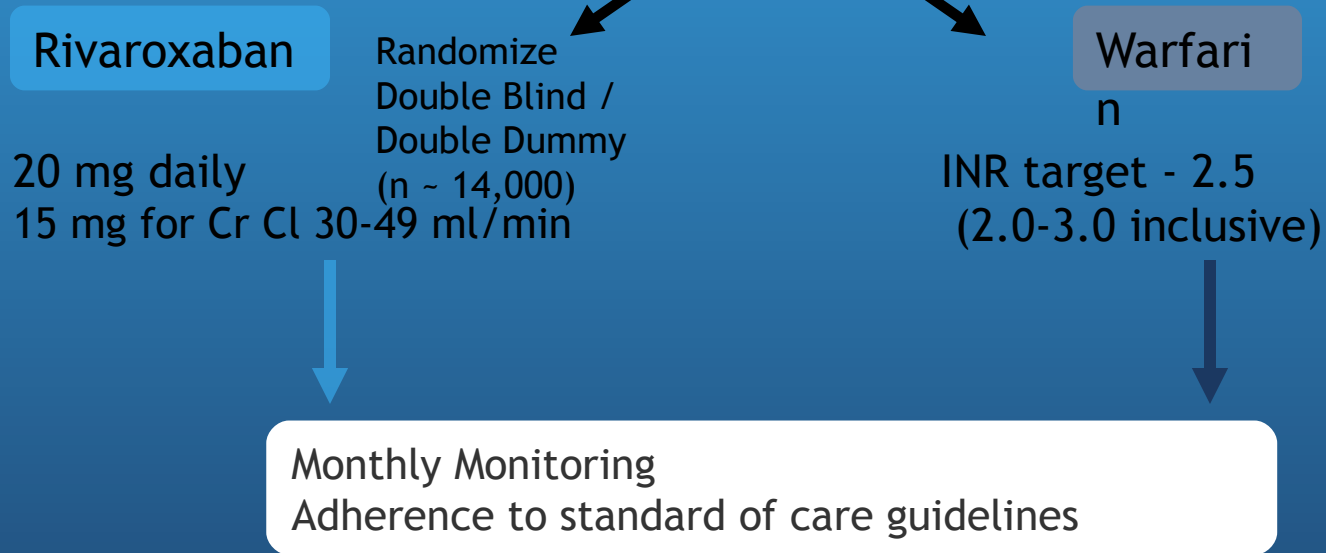 Rivaroxaban
Randomize
Double Blind /
Double Dummy
(n ~ 14,000)
Warfari
n
20 mg daily
15 mg for Cr Cl 30-49 ml/min
INR target - 2.5
(2.0-3.0 inclusive)
Monthly Monitoring
Adherence to standard of care guidelines